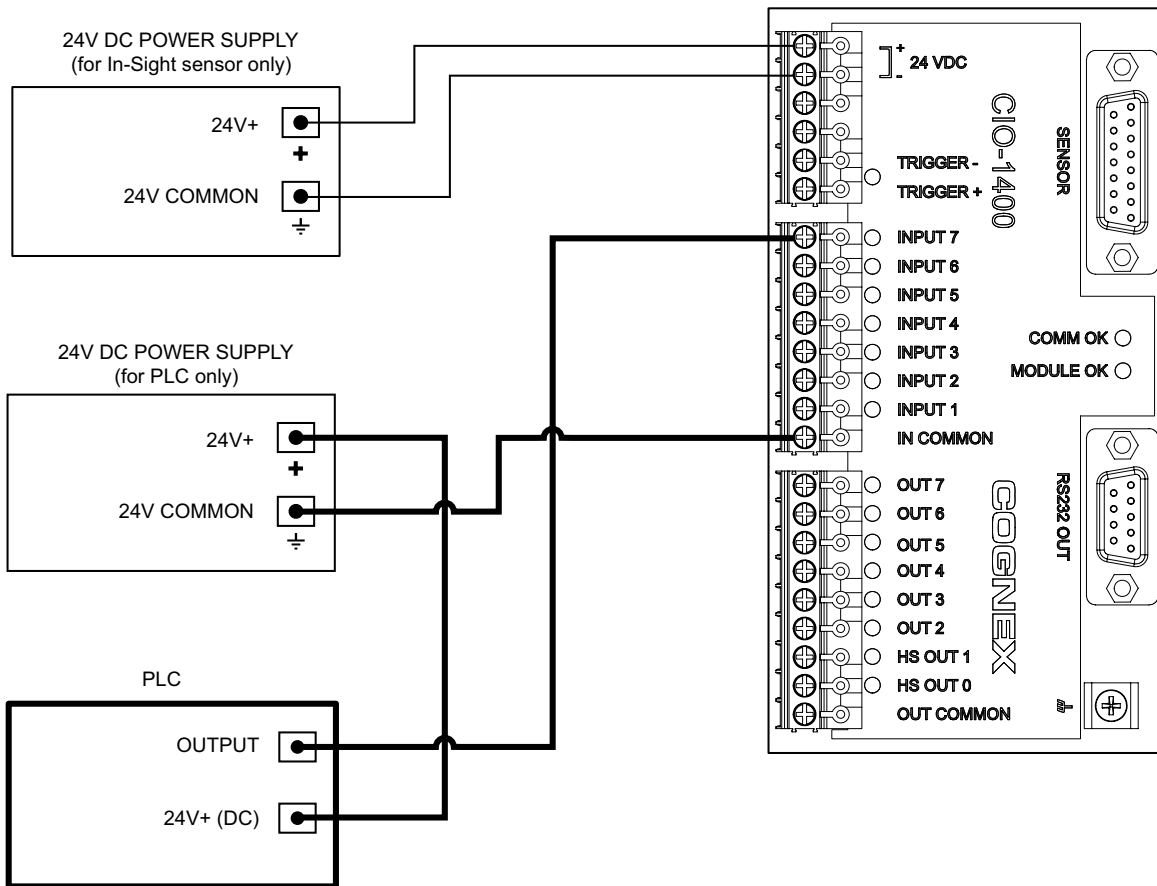 24V DC POWER SUPPLY
(for In-Sight sensor only)
24V+
+
24V COMMON
24V DC POWER SUPPLY
(for PLC only)
24V+
+
24V COMMON
PLC
OUTPUT
24V+ (DC)
+
-
24 VDC
TRIGGER -
TRIGGER +
INPUT 7
INPUT 6
INPUT 5
INPUT 4
INPUT 3
INPUT 2
INPUT 1
IN COMMON
OUT 7
OUT 6
OUT 5
OUT 4
OUT 3
OUT 2
HS OUT 1
HS OUT 0
OUT COMMON
CIO-1400
COGNEX
SENSOR
COMM OK
MODULE OK
RS232 OUT